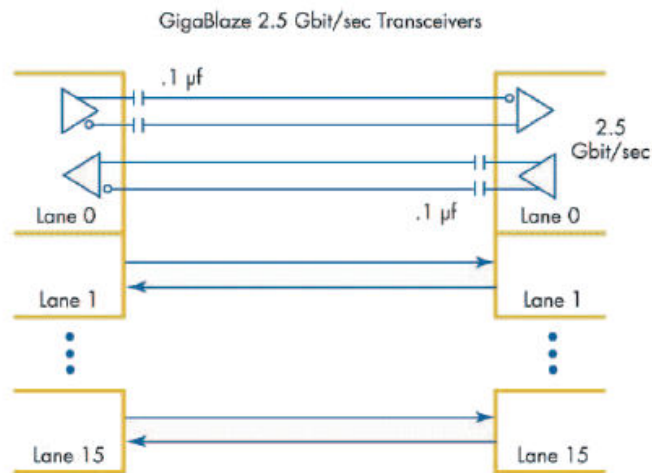 GigaBlaze 2.5 Gbit/sec Transceivers
.1 µf
2.5
Gbit/sec
Lane 0
.1 µf
Lane 0
Lane 1
Lane 1
Lane 15
Lane 15